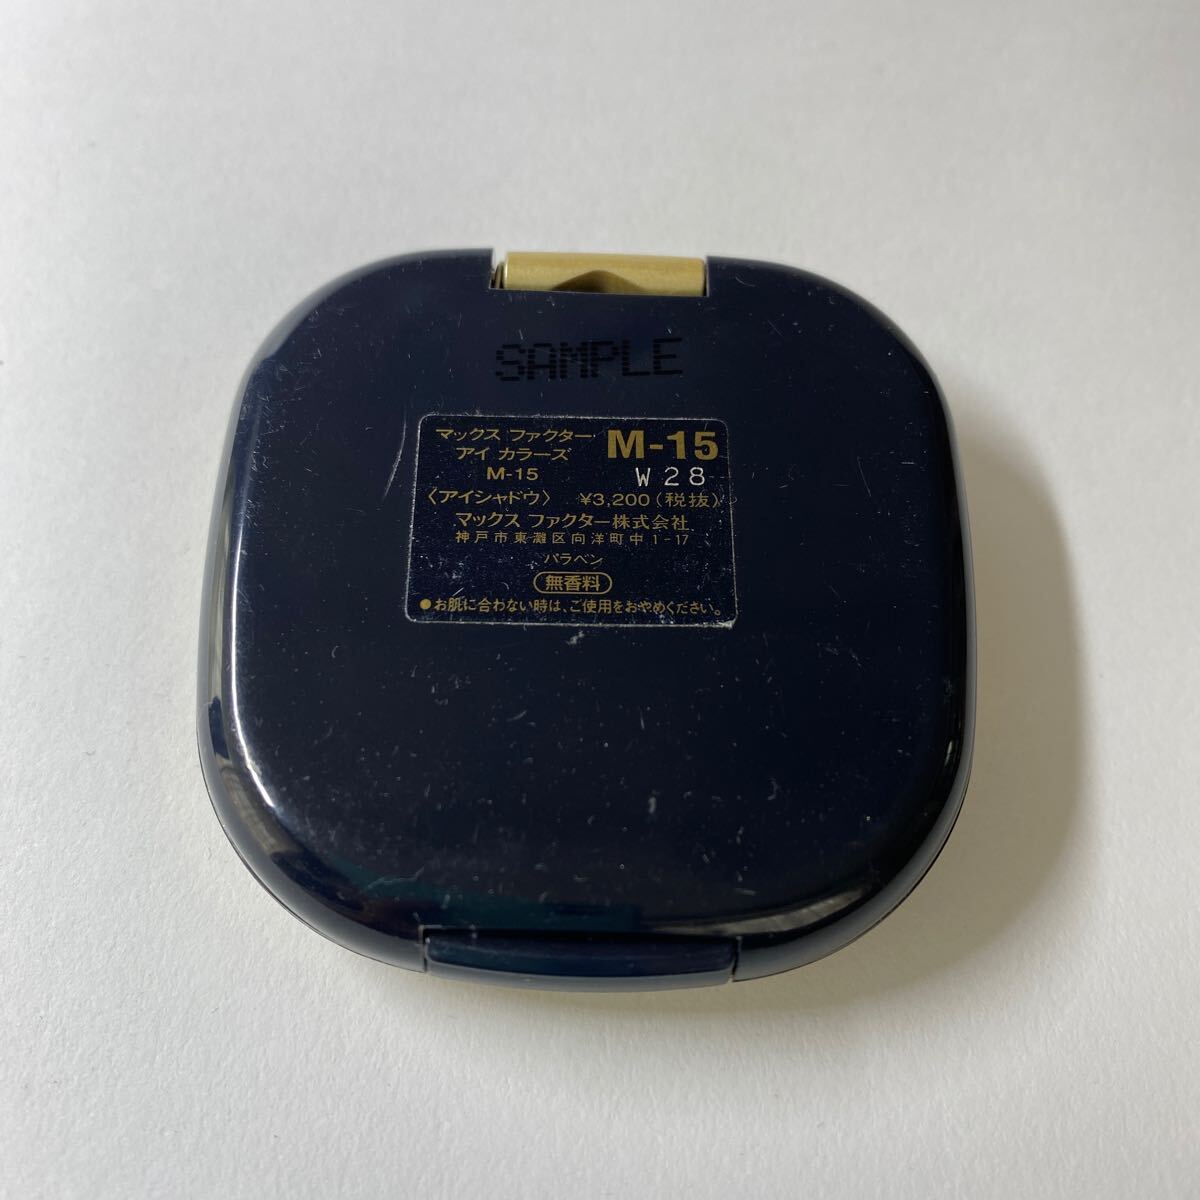 SAMPLE
マックス ファクター M-15
アイ カラーズ
M-15 W28
〈アイシャドウ〉 ¥3,200(税抜)
マックス ファクター株式会社
神戸市東灘区向洋町中1-17
パラベン
無香料
●お肌に合わない時は、ご使用をおやめください。